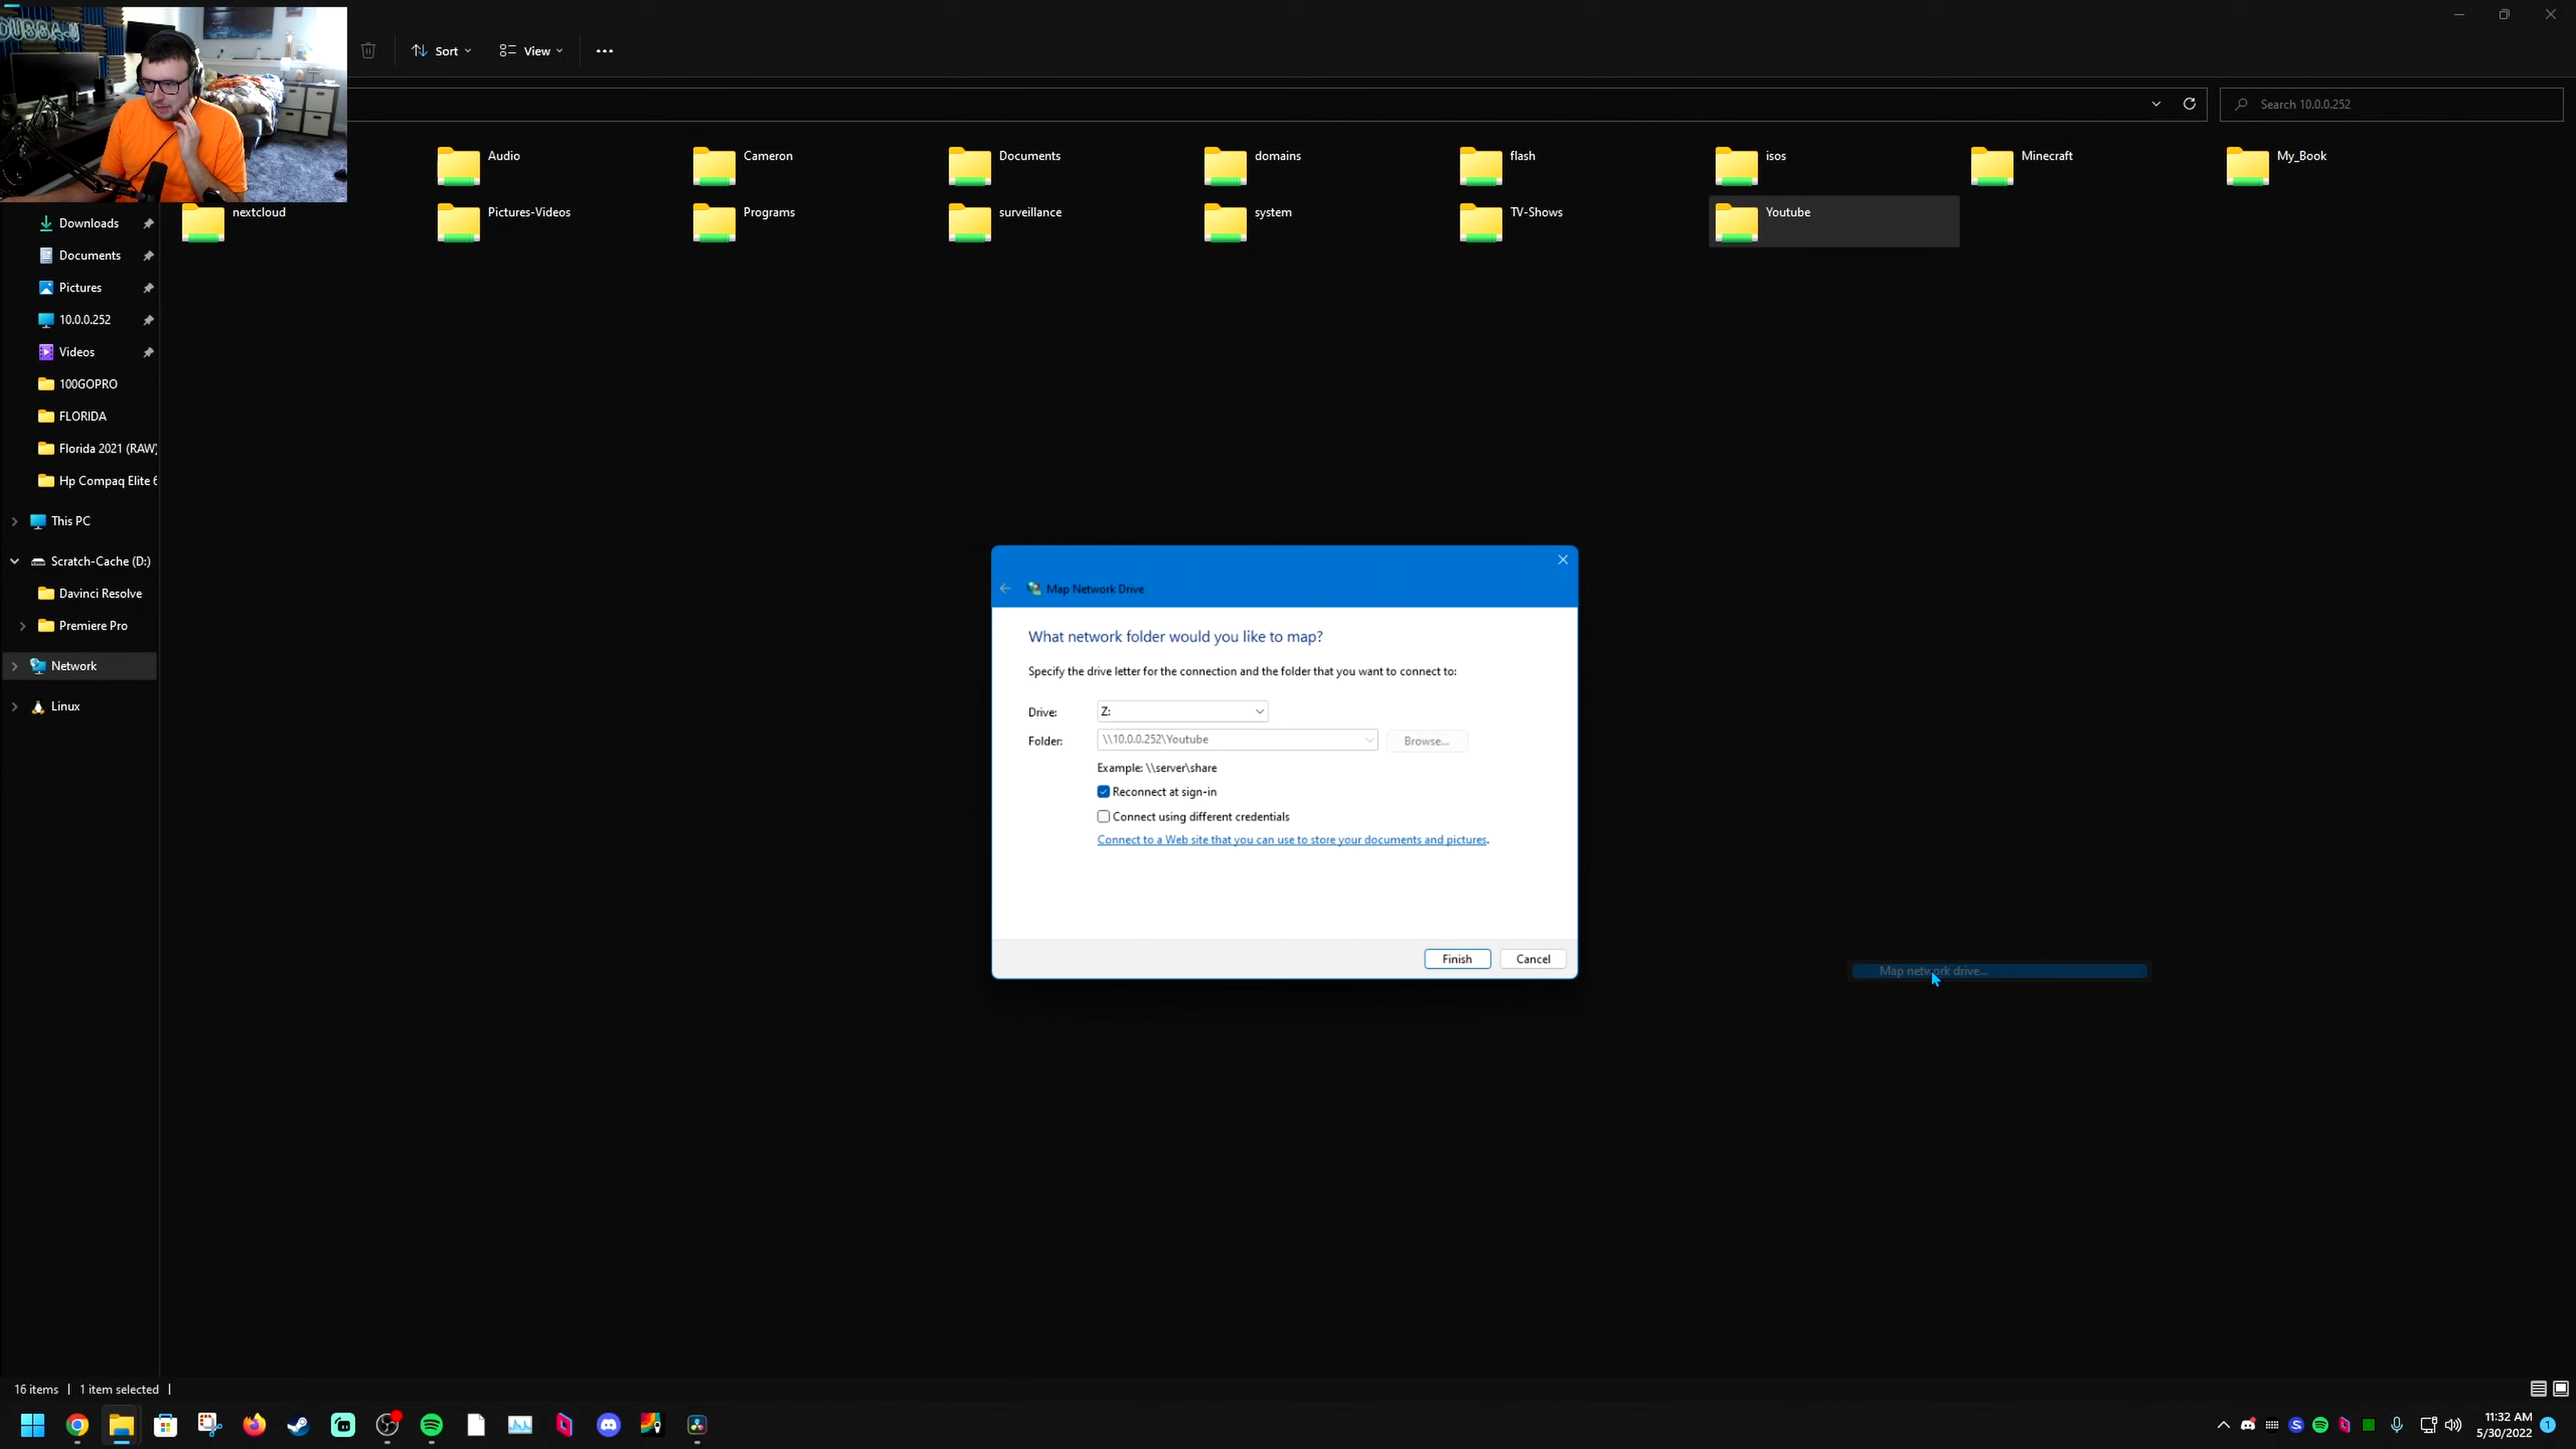 Sort
View
Search 10.0.0.252
Audio
Cameron
Documents
domains
flash
isos
Minecraft
My_Book
nextcloud
Pictures-Videos
Programs
surveillance
system
TV-Shows
Youtube
Downloads
Documents
Pictures
10.0.0.252
Videos
100GOPRO
FLORIDA
Florida 2021 (RAW)
Hp Compaq Elite 6
This PC
Scratch-Cache (D:)
Davinci Resolve
Premiere Pro
Network
Linux
Map Network Drive
What network folder would you like to map?
Specify the drive letter for the connection and the folder that you want to connect to:
Drive: Z:
Folder: \\10.0.0.252\Youtube Browse...
Example: \\server\share
Reconnect at sign-in
Connect using different credentials
Connect to a Web site that you can use to store your documents and pictures.
Finish Cancel
Map network drive...
16 items | 1 item selected |
11:32 AM
5/30/2022 1